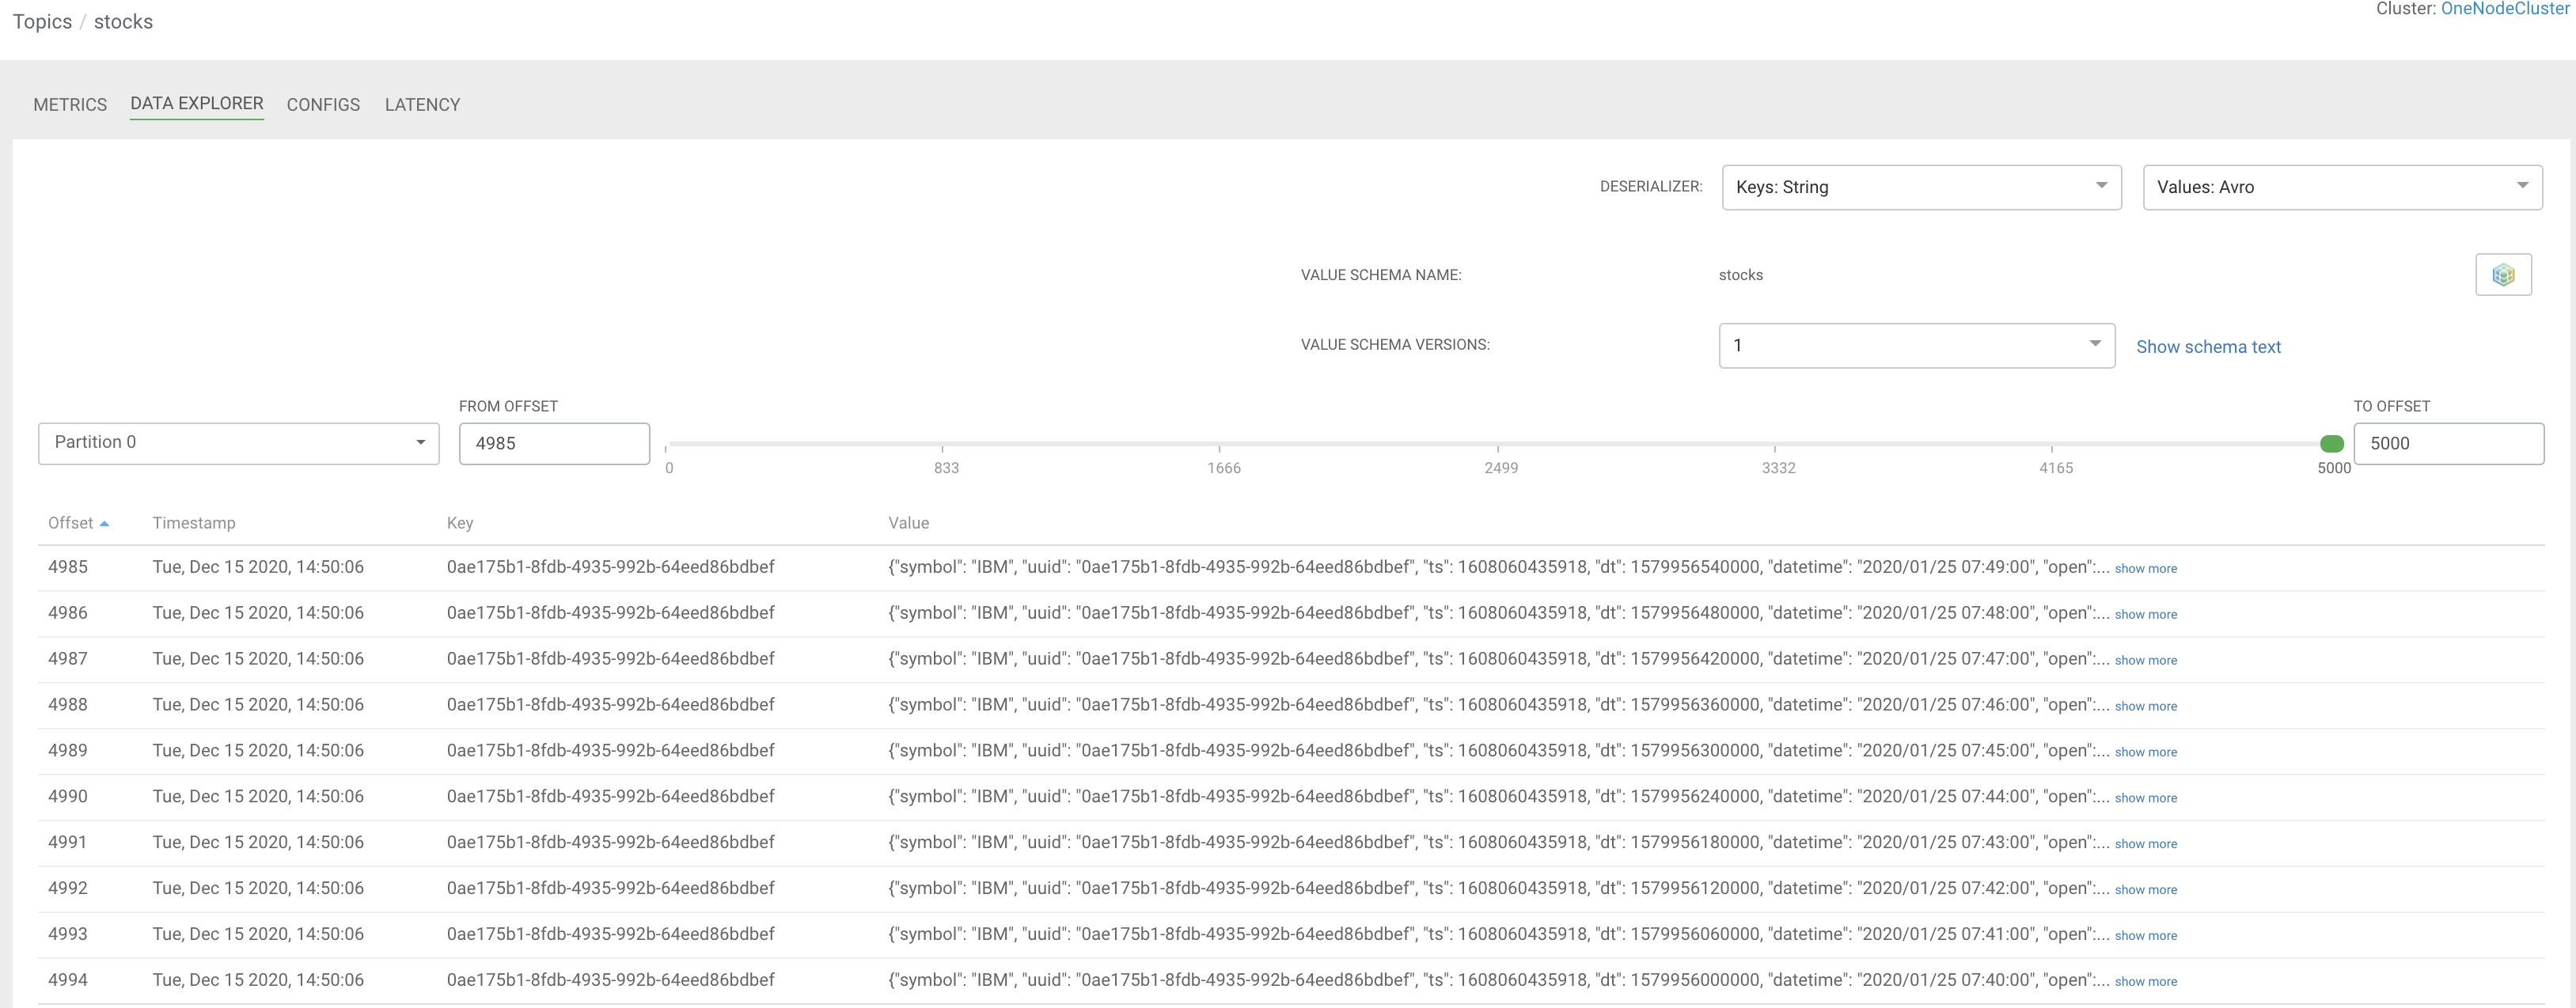 Topics / stocks
Cluster: OneNodeCluster
METRICS DATA EXPLORER CONFIGS LATENCY
DESERIALIZER: Keys: String Values: Avro
VALUE SCHEMA NAME: stocks
VALUE SCHEMA VERSIONS: 1 Show schema text
FROM OFFSET TO OFFSET
Partition 0 4985 5000
0 833 1666 2499 3332 4165 5000
Offset Timestamp Key Value
4985 Tue, Dec 15 2020, 14:50:06 0ae175b1-8fdb-4935-992b-64eed86bdbef {"symbol": "IBM", "uuid": "0ae175b1-8fdb-4935-992b-64eed86bdbef", "ts": 1608060435918, "dt": 1579956540000, "datetime": "2020/01/25 07:49:00", "open":... show more
4986 Tue, Dec 15 2020, 14:50:06 0ae175b1-8fdb-4935-992b-64eed86bdbef {"symbol": "IBM", "uuid": "0ae175b1-8fdb-4935-992b-64eed86bdbef", "ts": 1608060435918, "dt": 1579956480000, "datetime": "2020/01/25 07:48:00", "open":... show more
4987 Tue, Dec 15 2020, 14:50:06 0ae175b1-8fdb-4935-992b-64eed86bdbef {"symbol": "IBM", "uuid": "0ae175b1-8fdb-4935-992b-64eed86bdbef", "ts": 1608060435918, "dt": 1579956420000, "datetime": "2020/01/25 07:47:00", "open":... show more
4988 Tue, Dec 15 2020, 14:50:06 0ae175b1-8fdb-4935-992b-64eed86bdbef {"symbol": "IBM", "uuid": "0ae175b1-8fdb-4935-992b-64eed86bdbef", "ts": 1608060435918, "dt": 1579956360000, "datetime": "2020/01/25 07:46:00", "open":... show more
4989 Tue, Dec 15 2020, 14:50:06 0ae175b1-8fdb-4935-992b-64eed86bdbef {"symbol": "IBM", "uuid": "0ae175b1-8fdb-4935-992b-64eed86bdbef", "ts": 1608060435918, "dt": 1579956300000, "datetime": "2020/01/25 07:45:00", "open":... show more
4990 Tue, Dec 15 2020, 14:50:06 0ae175b1-8fdb-4935-992b-64eed86bdbef {"symbol": "IBM", "uuid": "0ae175b1-8fdb-4935-992b-64eed86bdbef", "ts": 1608060435918, "dt": 1579956240000, "datetime": "2020/01/25 07:44:00", "open":... show more
4991 Tue, Dec 15 2020, 14:50:06 0ae175b1-8fdb-4935-992b-64eed86bdbef {"symbol": "IBM", "uuid": "0ae175b1-8fdb-4935-992b-64eed86bdbef", "ts": 1608060435918, "dt": 1579956180000, "datetime": "2020/01/25 07:43:00", "open":... show more
4992 Tue, Dec 15 2020, 14:50:06 0ae175b1-8fdb-4935-992b-64eed86bdbef {"symbol": "IBM", "uuid": "0ae175b1-8fdb-4935-992b-64eed86bdbef", "ts": 1608060435918, "dt": 1579956120000, "datetime": "2020/01/25 07:42:00", "open":... show more
4993 Tue, Dec 15 2020, 14:50:06 0ae175b1-8fdb-4935-992b-64eed86bdbef {"symbol": "IBM", "uuid": "0ae175b1-8fdb-4935-992b-64eed86bdbef", "ts": 1608060435918, "dt": 1579956060000, "datetime": "2020/01/25 07:41:00", "open":... show more
4994 Tue, Dec 15 2020, 14:50:06 0ae175b1-8fdb-4935-992b-64eed86bdbef {"symbol": "IBM", "uuid": "0ae175b1-8fdb-4935-992b-64eed86bdbef", "ts": 1608060435918, "dt": 1579956000000, "datetime": "2020/01/25 07:40:00", "open":... show more